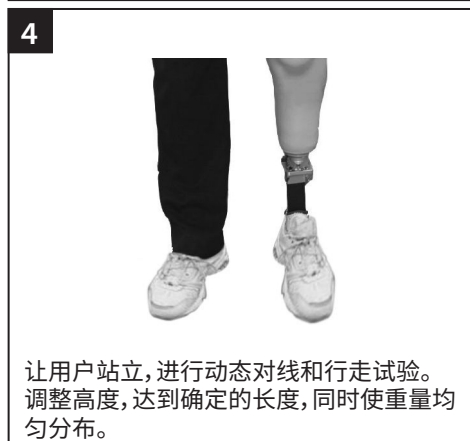 4
让用户站立，进行动态对线和行走试验。
调整高度，达到确定的长度，同时使重量均
匀分布。